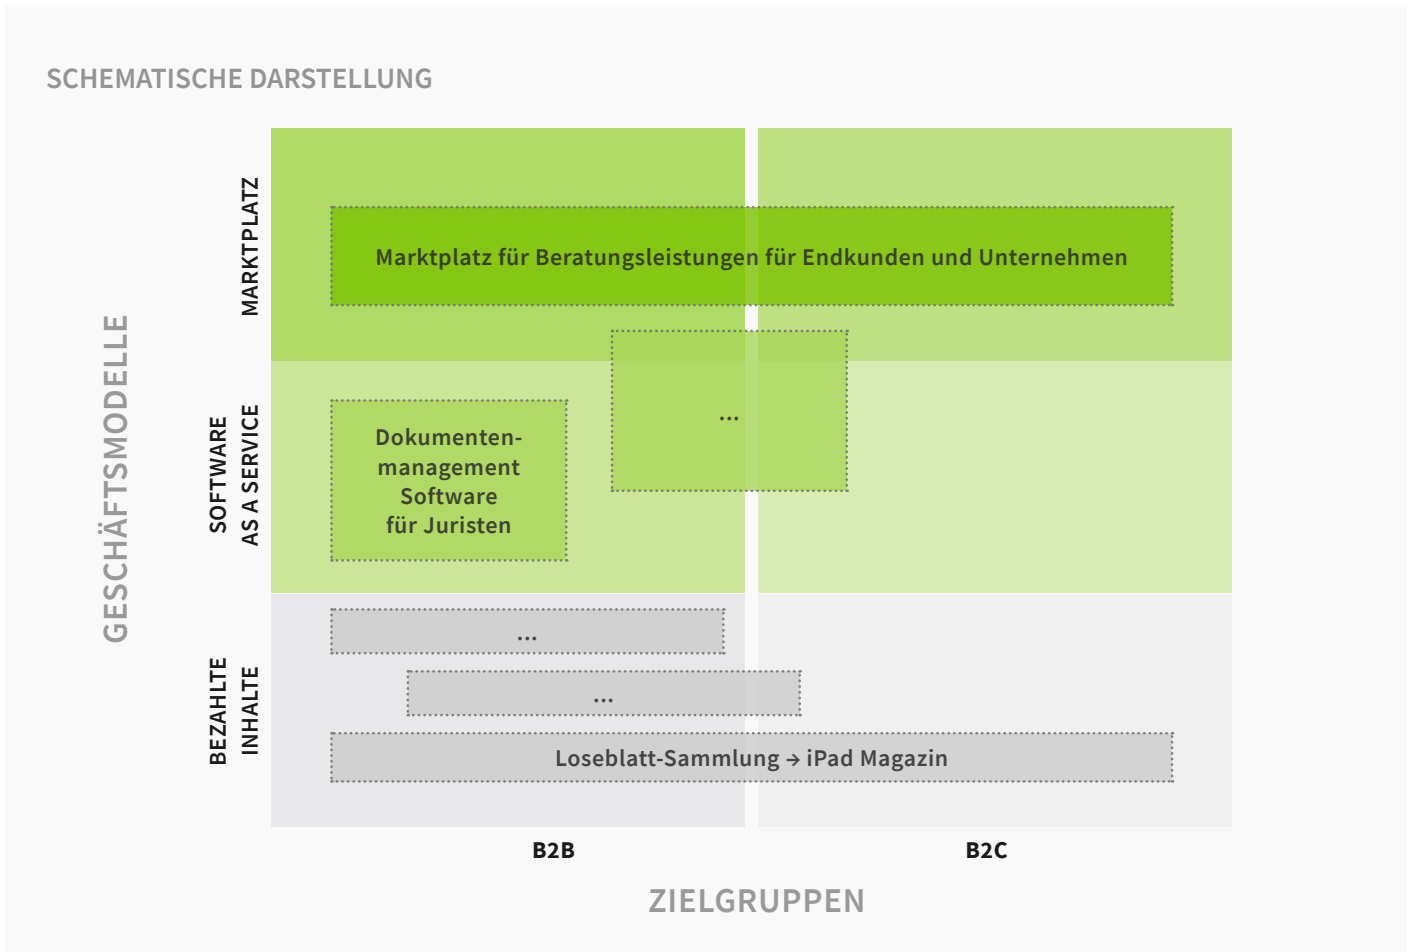 SCHEMATISCHE DARSTELLUNG
GESCHÄFTSMODELLE
MARKTPLATZ
Marktplatz für Beratungsleistungen für Endkunden und Unternehmen
SOFTWARE
AS A SERVICE
...
Dokumenten-
management
Software
für Juristen
BEZAHLTE
INHALTE
...
...
Loseblatt-Sammlung → iPad Magazin
B2B
B2C
ZIELGRUPPEN